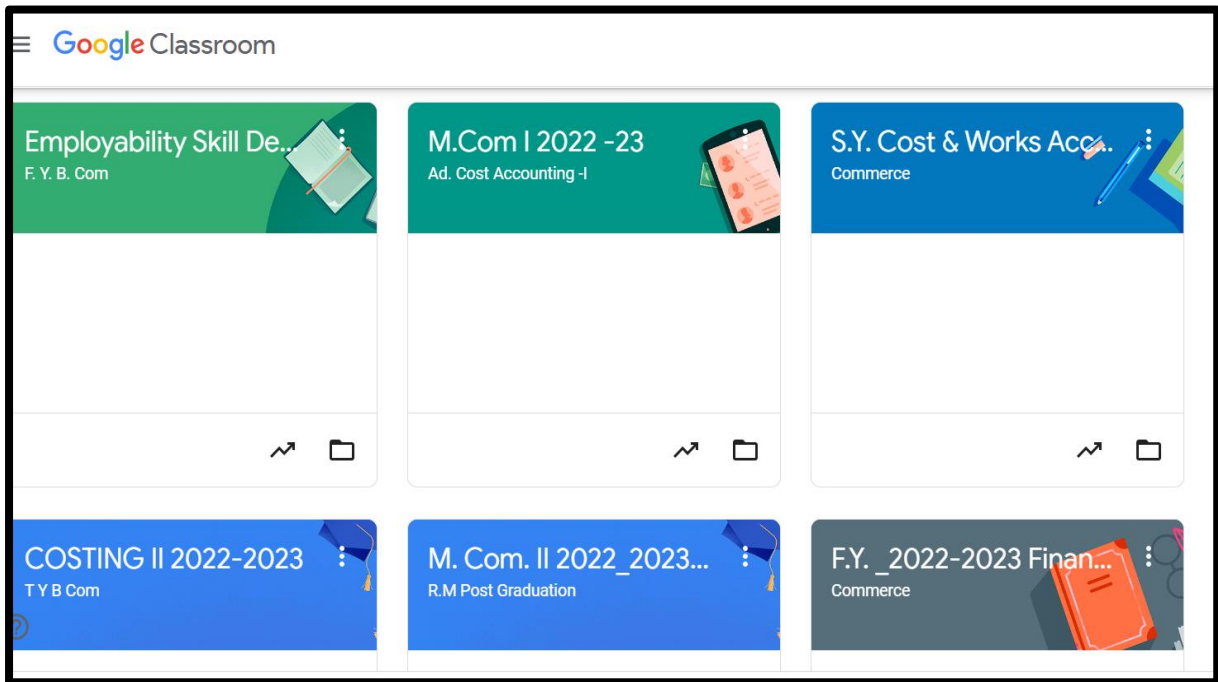 Google Classroom
Employability Skill De...
F. Y. B. Com
M.Com I 2022 -23
Ad. Cost Accounting -I
S.Y. Cost & Works Acc...
Commerce
COSTING II 2022-2023
T Y B Com
M. Com. II 2022_2023...
R.M Post Graduation
F.Y. _2022-2023 Finan...
Commerce